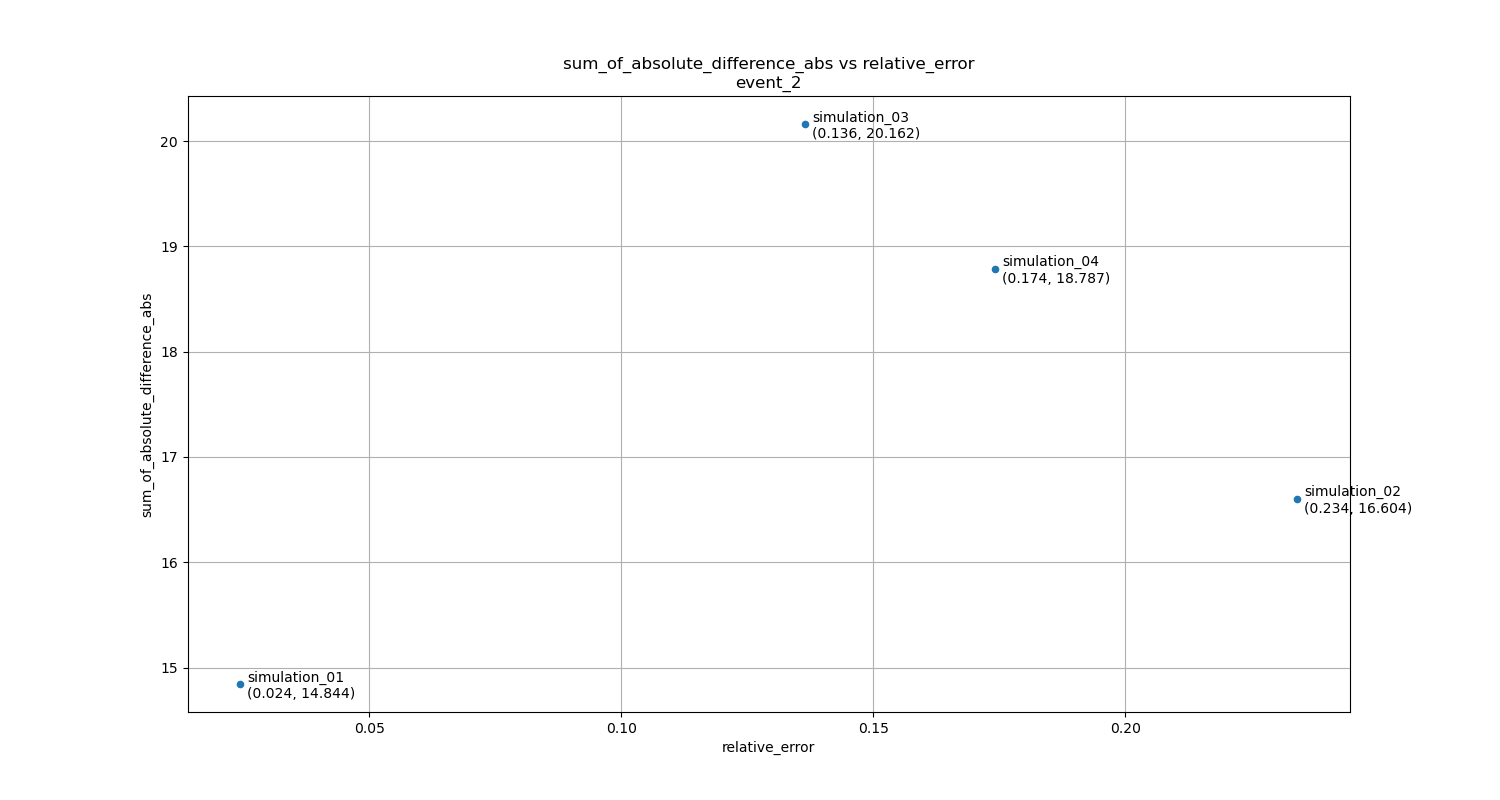 sum_of_absolute_difference_abs vs relative_error
event_2
simulation_03
(0.136, 20.162)
simulation_04
(0.174, 18.787)
simulation_02
(0.234, 16.604)
simulation_01
(0.024, 14.844)
20
19
18
17
16
15
sum_of_absolute_difference_abs
0.05
0.10
0.15
0.20
relative_error